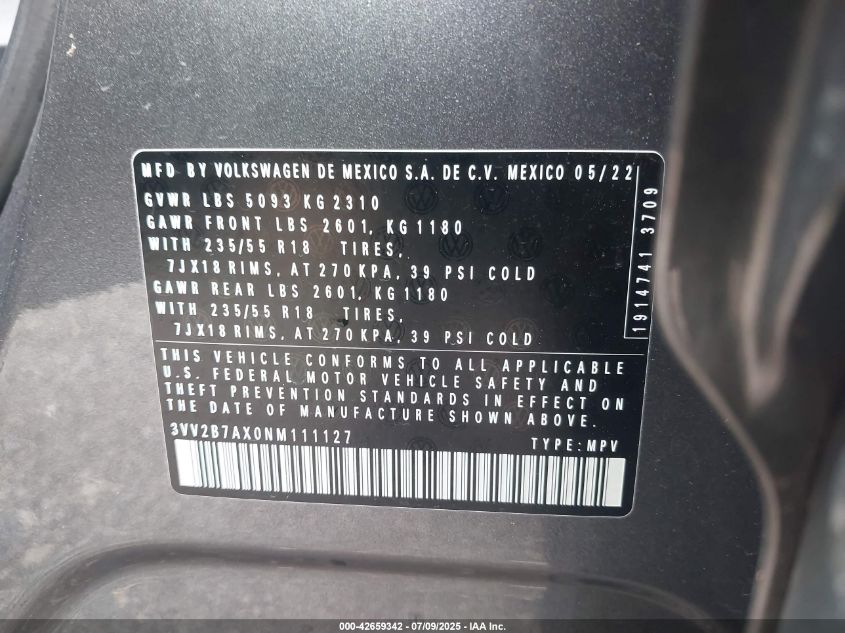 MFD BY VOLKSWAGEN DE MEXICO S.A. DE C.V. MEXICO 05/22
GVWR LBS 5093 KG 2310
GAWR FRONT LBS 2601, KG 1180
WITH 235/55 R18 TIRES,
7JX18 RIMS, AT 270 KPA, 39 PSI COLD
GAWR REAR LBS 2601, KG 1180
WITH 235/55 R18 TIRES,
7JX18 RIMS, AT 270 KPA, 39 PSI COLD
1914741 3709
THIS VEHICLE CONFORMS TO ALL APPLICABLE
U.S. FEDERAL MOTOR VEHICLE SAFETY AND
THEFT PREVENTION STANDARDS IN EFFECT ON
THE DATE OF MANUFACTURE SHOWN ABOVE.
3VV2B7AX0NM111127 TYPE: MPV
000-42659342 / 07/09/2025 - IAA Inc.